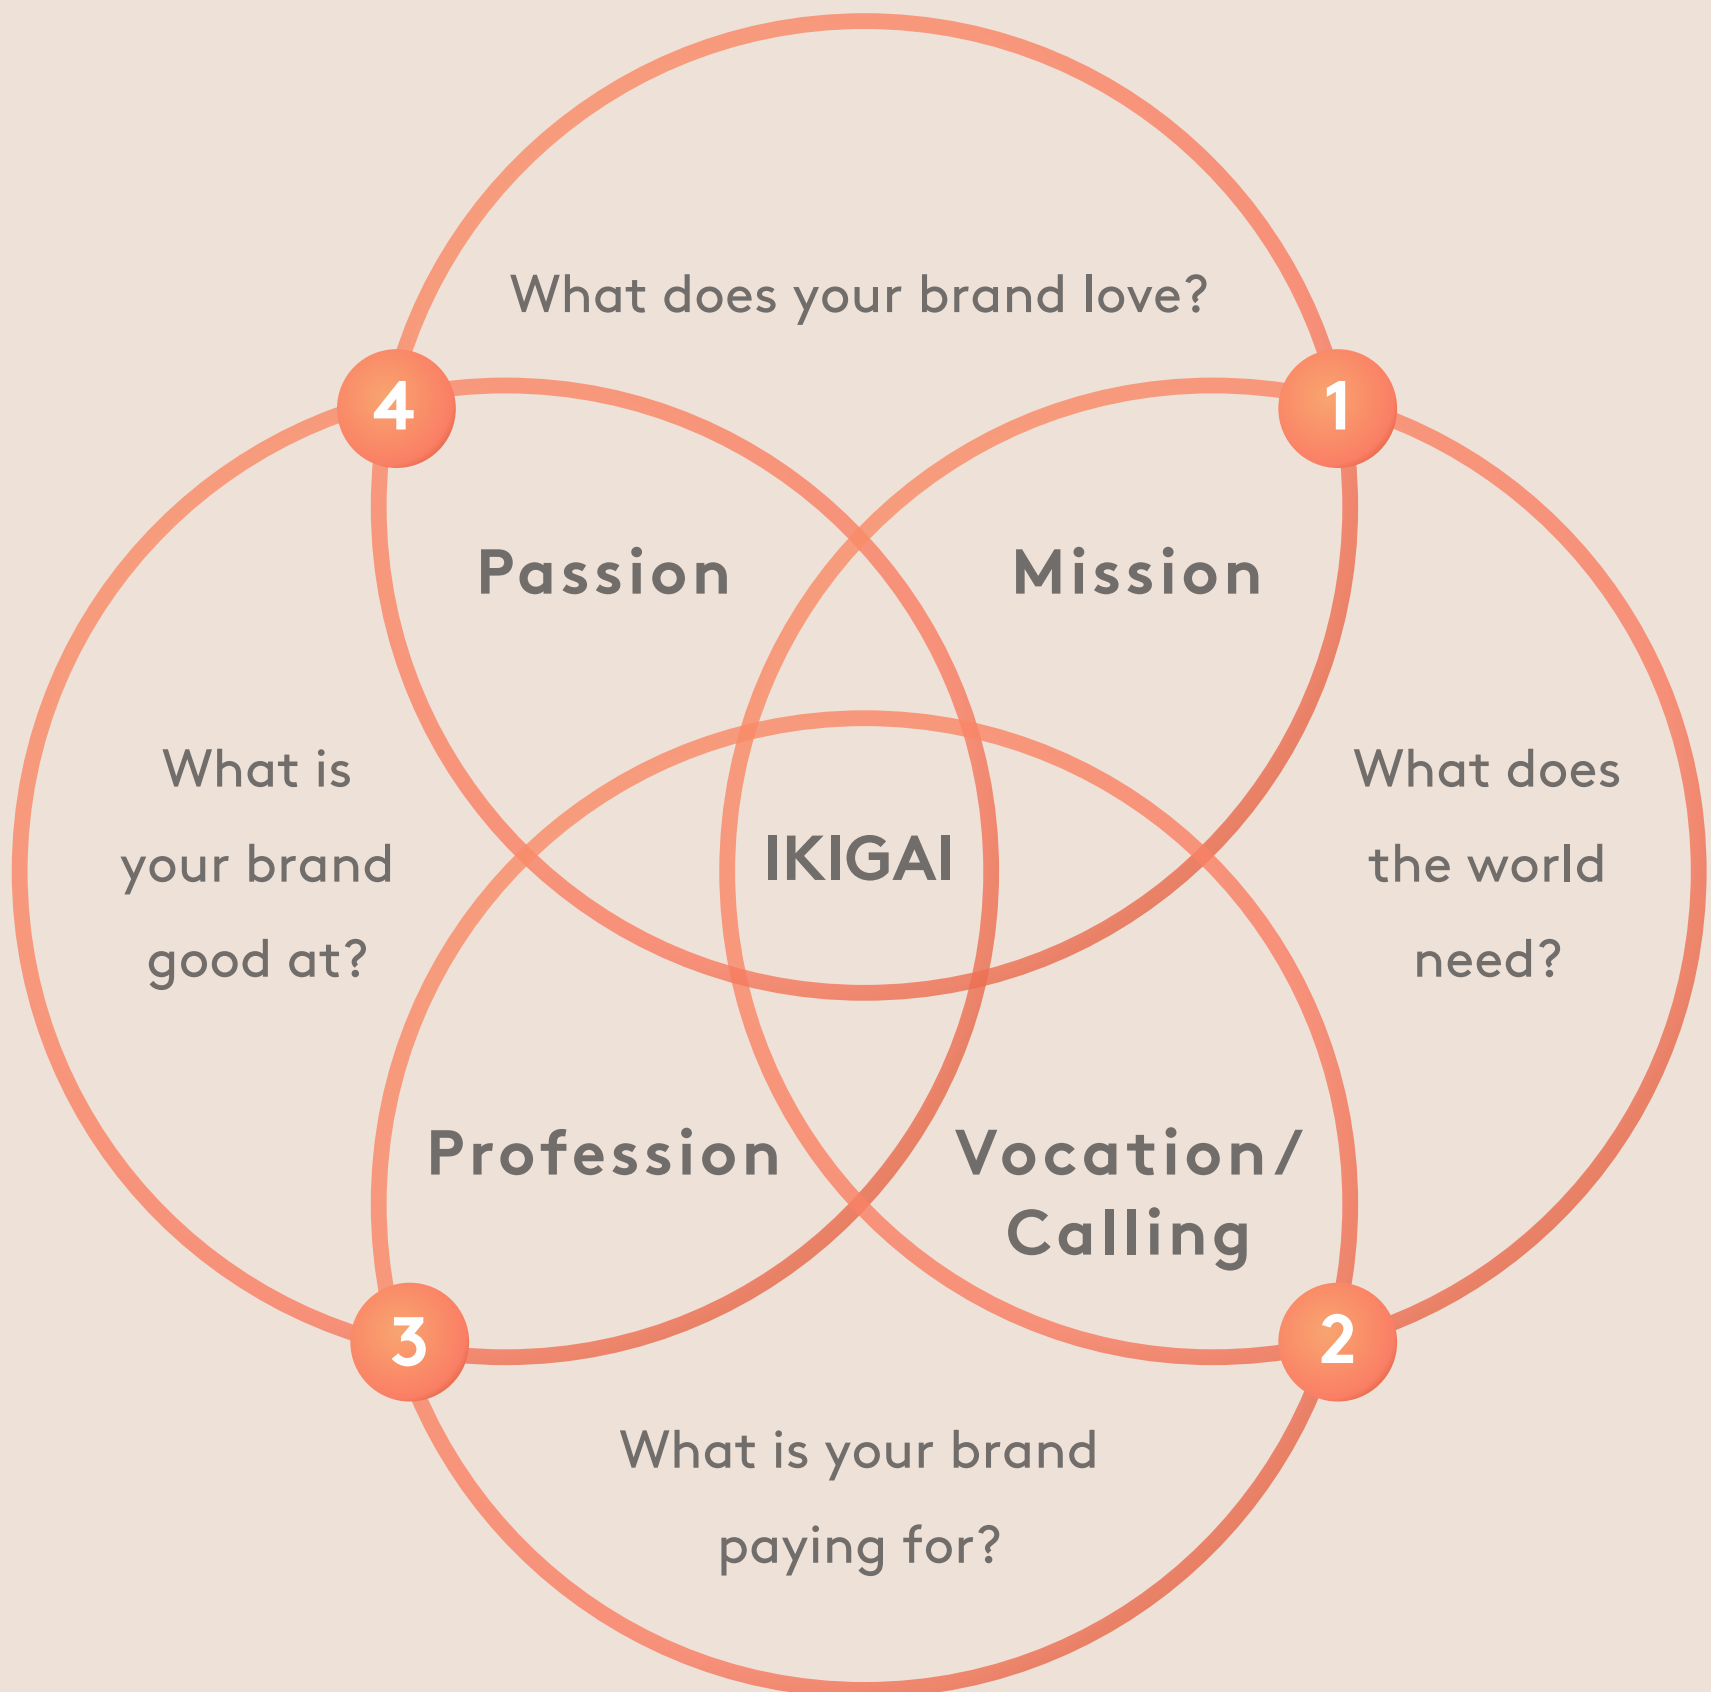 What does your brand love?
4
1
Passion
Mission
What is
your brand
good at?
IKIGAI
What does
the world
need?
Profession
Vocation/
Calling
3
2
What is your brand
paying for?